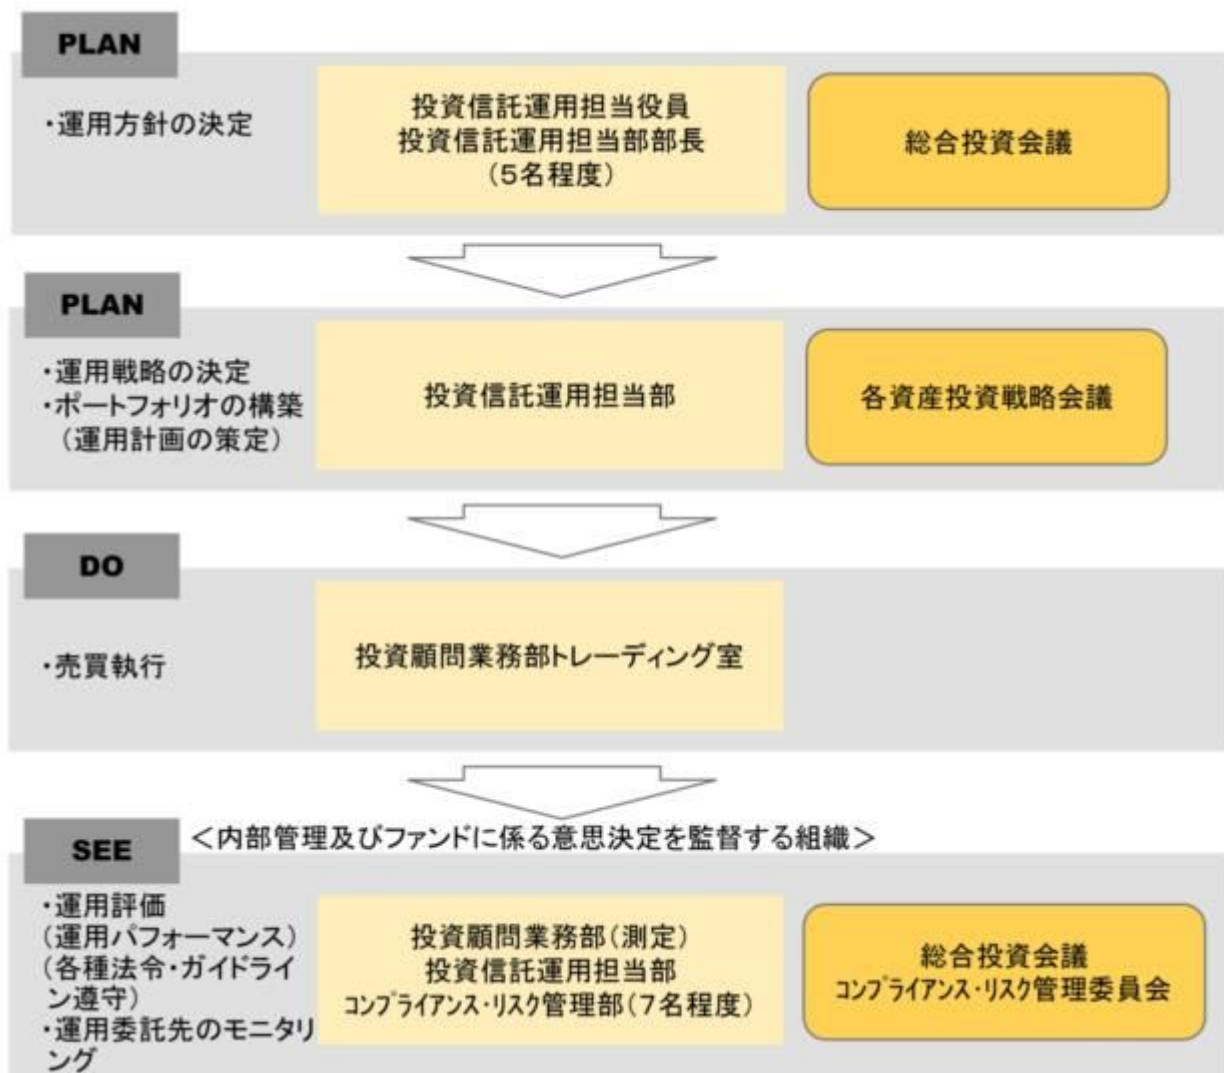 PLAN
・運用方針の決定
投資信託運用担当役員
投資信託運用担当部部長
(5名程度)
総合投資会議
PLAN
・運用戦略の決定
・ポートフォリオの構築
(運用計画の策定)
投資信託運用担当部
各資産投資戦略会議
DO
・売買執行
投資顧問業務部トレーディング室
SEE
＜内部管理及びファンドに係る意思決定を監督する組織＞
・運用評価
(運用パフォーマンス)
(各種法令・ガイドライ
ン遵守)
・運用委託先のモニタリ
ング
投資顧問業務部(測定)
投資信託運用担当部
ｺﾝﾌﾟﾗｲｱﾝｽ・ﾘｽｸ管理部(7名程度)
総合投資会議
ｺﾝﾌﾟﾗｲｱﾝｽ・ﾘｽｸ管理委員会